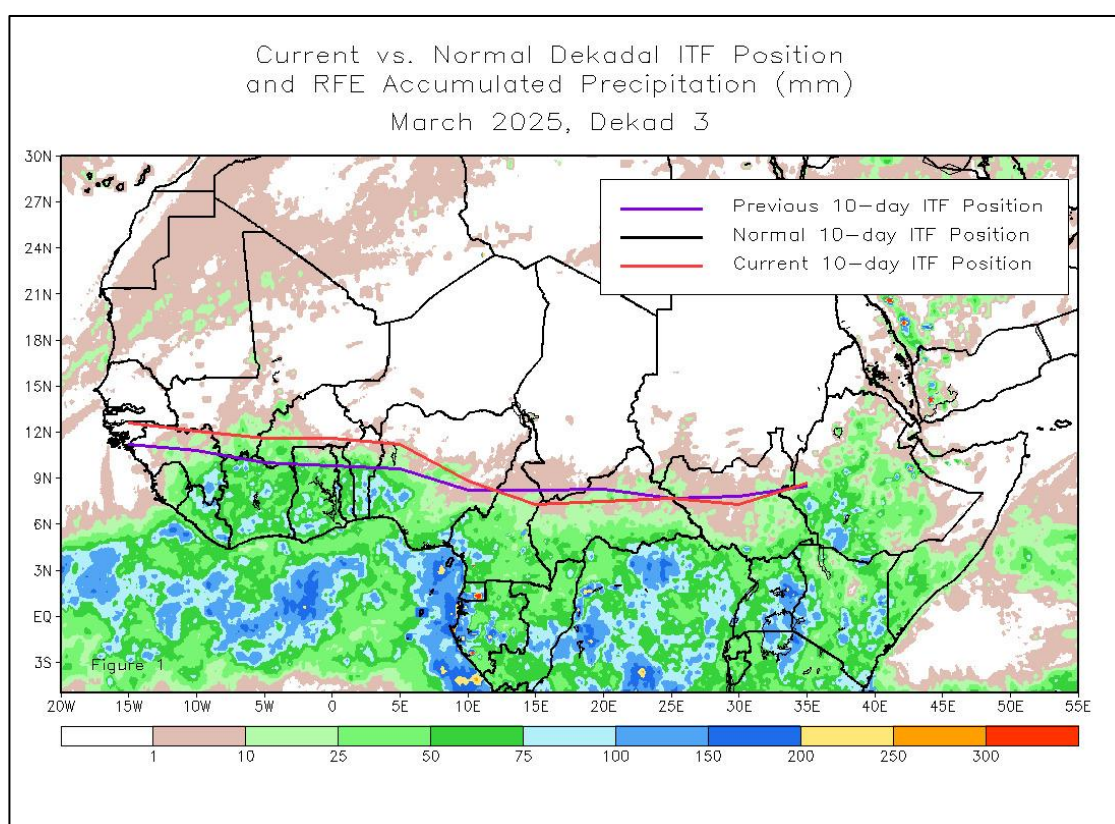 Current vs. Normal Dekadal ITF Position
and RFE Accumulated Precipitation (mm)
March 2025, Dekad 3
30N
27N
24N
21N
18N
15N
12N
9N
6N
3N
EQ
3S
Previous 10-day ITF Position
Normal 10-day ITF Position
Current 10-day ITF Position
Figure 1
20W 15W 10W 5W 0 5E 10E 15E 20E 25E 30E 35E 40E 45E 50E 55E
1 10 25 50 75 100 150 200 250 300